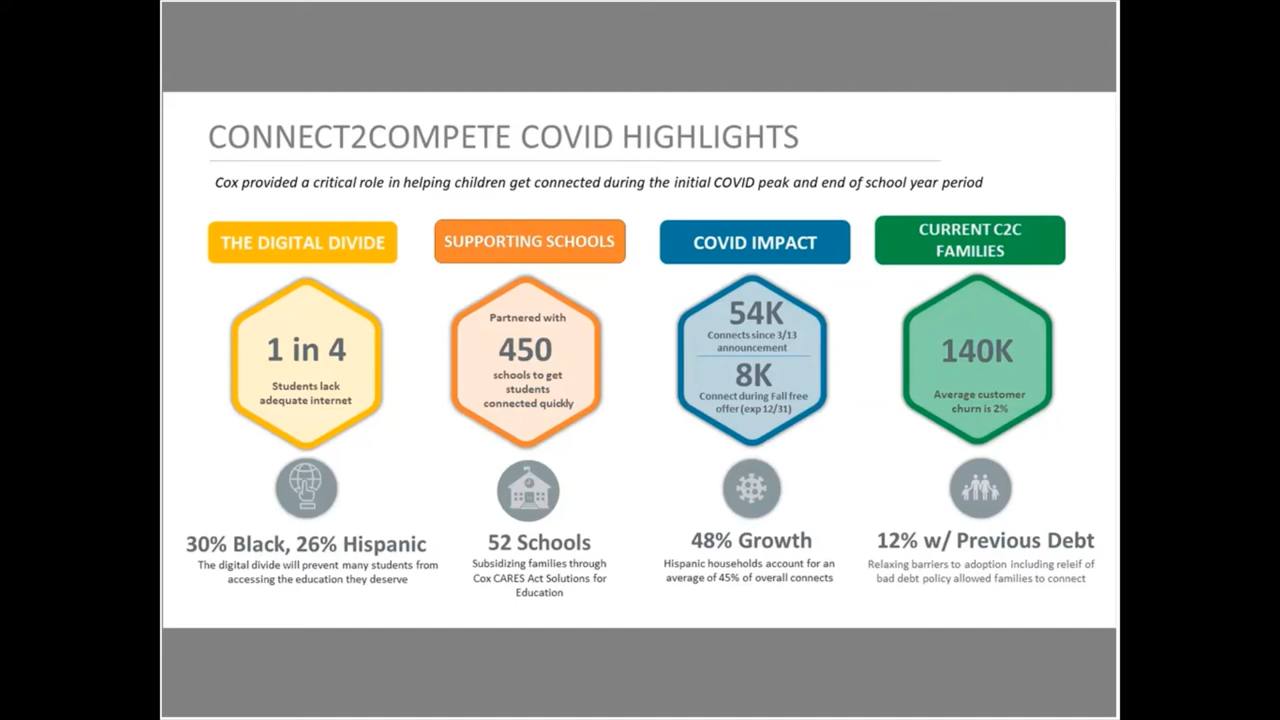 CONNECT2COMPETE COVID HIGHLIGHTS
Cox provided a critical role in helping children get connected during the initial COVID peak and end of school year period
THE DIGITAL DIVIDE
1 in 4
Students lack
adequate internet
30% Black, 26% Hispanic
The digital divide will prevent many students from
accessing the education they deserve
SUPPORTING SCHOOLS
Partnered with
450
schools to get
students
connected quickly
52 Schools
Subsidizing families through
Cox CARES Act Solutions for
Education
COVID IMPACT
54K
Connects since 3/13
announcement
8K
Connect during Fall free
offer (exp 12/31)
48% Growth
Hispanic households account for an
average of 45% of overall connects
CURRENT C2C
FAMILIES
140K
Average customer
churn is 2%
12% w/ Previous Debt
Relaxing barriers to adoption including releif of
bad debt policy allowed families to connect